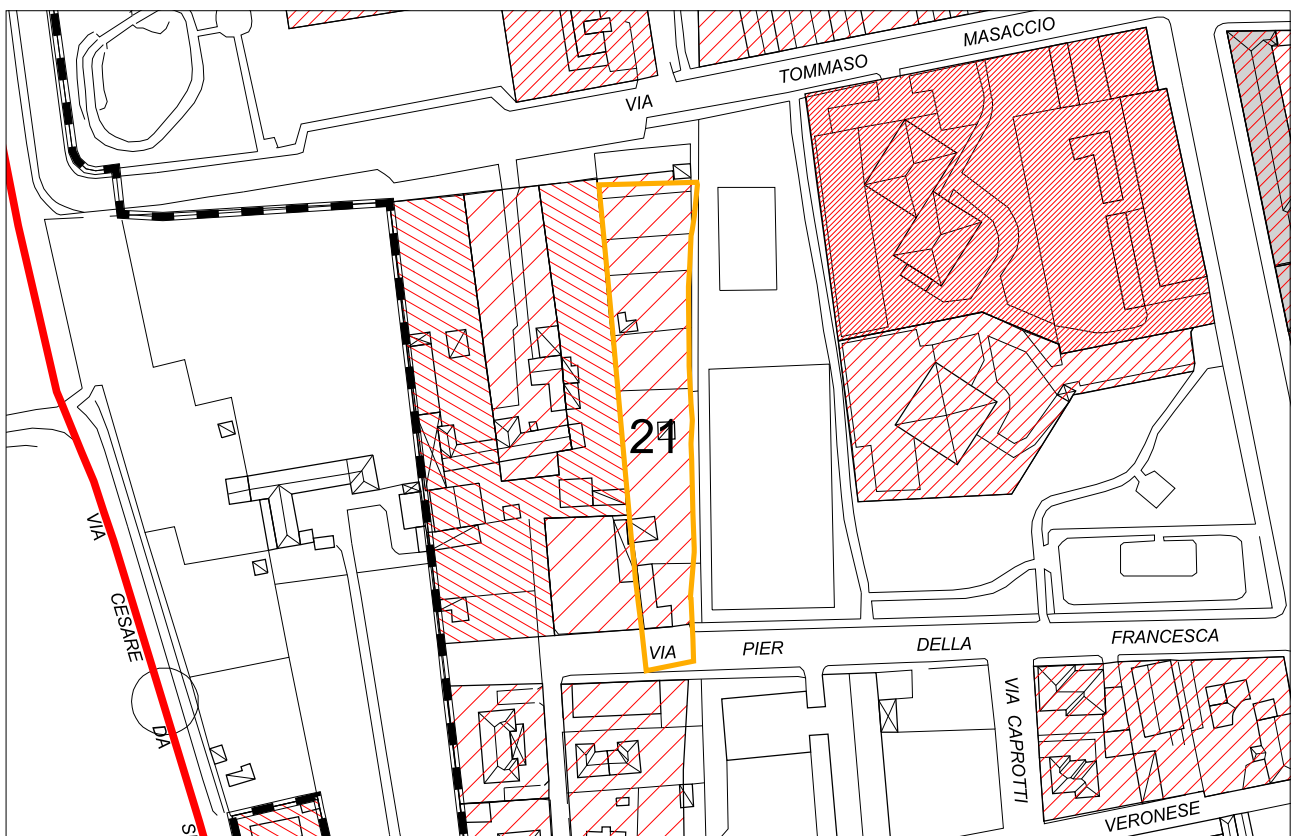 VIA TOMMASO MASACCIO
21
VIA CESARE DA S
VIA PIER DELLA FRANCESCA
VIA CAPROTTI
VERONESE